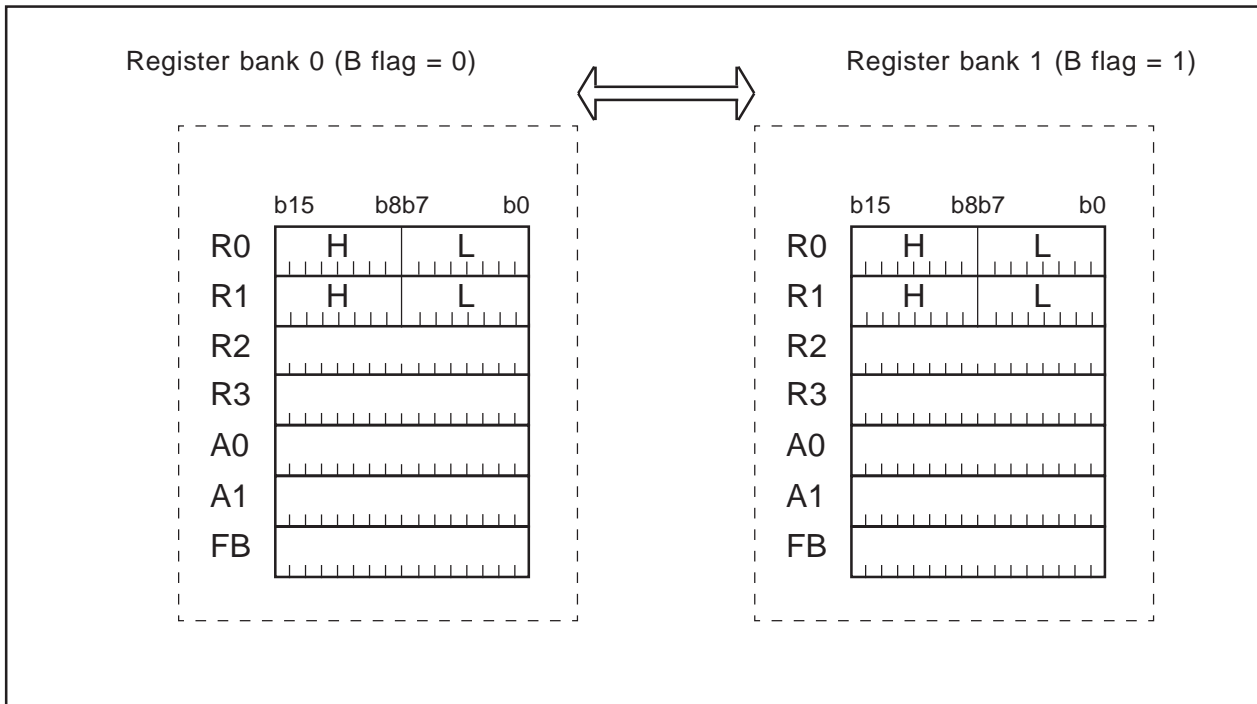 Register bank 0 (B flag = 0)
Register bank 1 (B flag = 1)
b15 b8b7 b0
R0 H L
R1 H L
R2
R3
A0
A1
FB
b15 b8b7 b0
R0 H L
R1 H L
R2
R3
A0
A1
FB